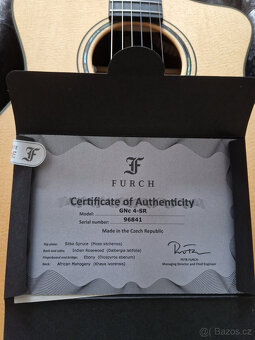 FURCH
Certificate of Authenticity
Model: GNc 4-SR
Serial number: 96841
Made in the Czech Republic
Top plate: Sitka Spruce (Picea sitchensis)
Back and sides: Indian Rosewood (Dalbergia latifolia)
Fingerboard and bridge: Ebony (Diospyros ebenum)
Neck: African Mahogany (Khaya ivorensis)
PETR FURCH
Managing Director and Chief Engineer
sbazos.cz